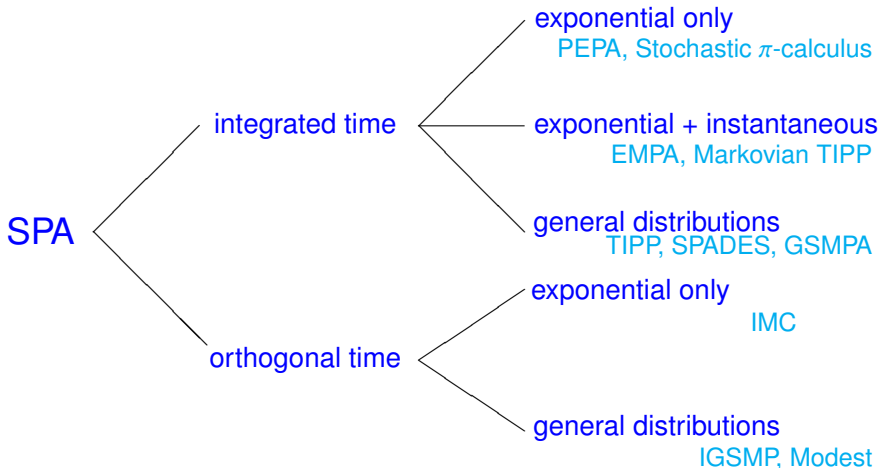 exponential only
PEPA, Stochastic π-calculus
integrated time
exponential + instantaneous
EMPA, Markovian TIPP
general distributions
TIPP, SPADES, GSMPA
SPA
exponential only
IMC
orthogonal time
general distributions
IGSMP, Modest